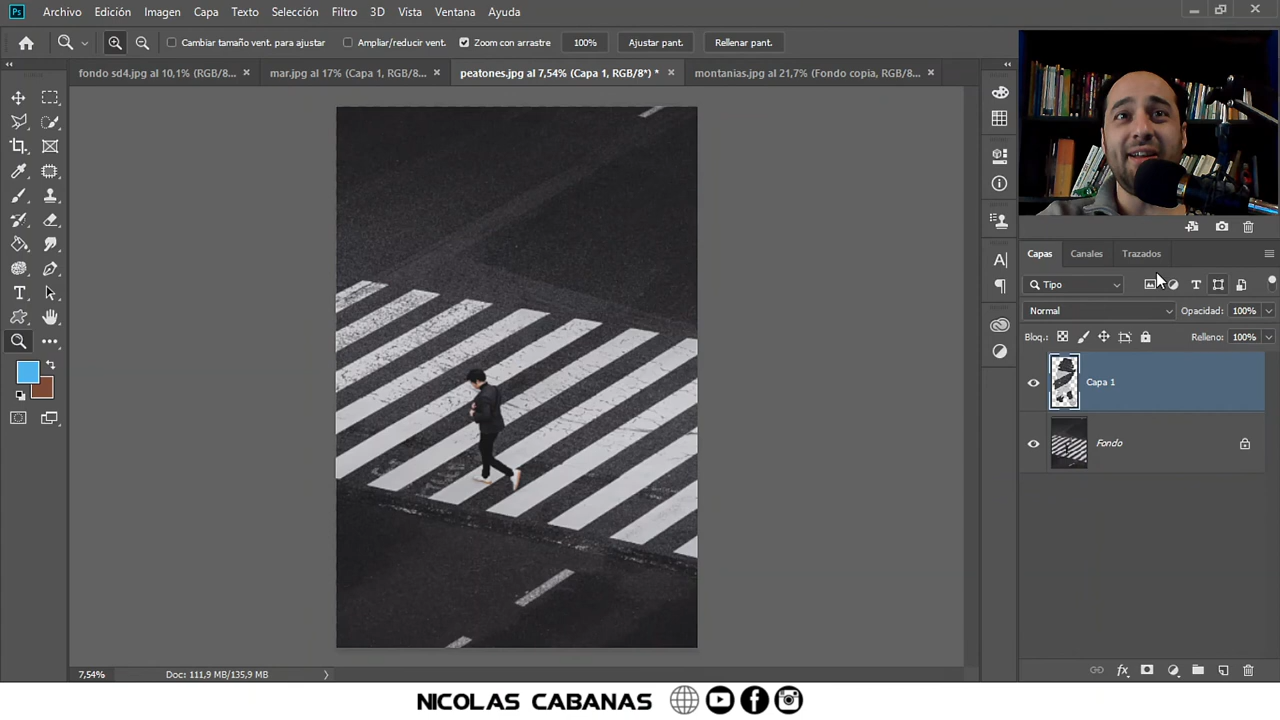 Ps Archivo Edición Imagen Capa Texto Selección Filtro 3D Vista Ventana Ayuda
Cambiar tamaño vent. para ajustar Ampliar/reducir vent. Zoom con arrastre 100% Ajustar pant. Rellenar pant.
fondo sd4.jpg al 10,1% (RGB/8... × mar.jpg al 17% (Capa 1, RGB/8... × peatones.jpg al 7,54% (Capa 1, RGB/8*) * × montanias.jpg al 21,7% (Fondo copia, RGB/8... ×
Capas Canales Trazados
Tipo
Normal Opacidad: 100%
Bloq.: Relleno: 100%
Capa 1
Fondo
7,54% Doc: 111,9 MB/135,9 MB
NICOLAS CABANAS